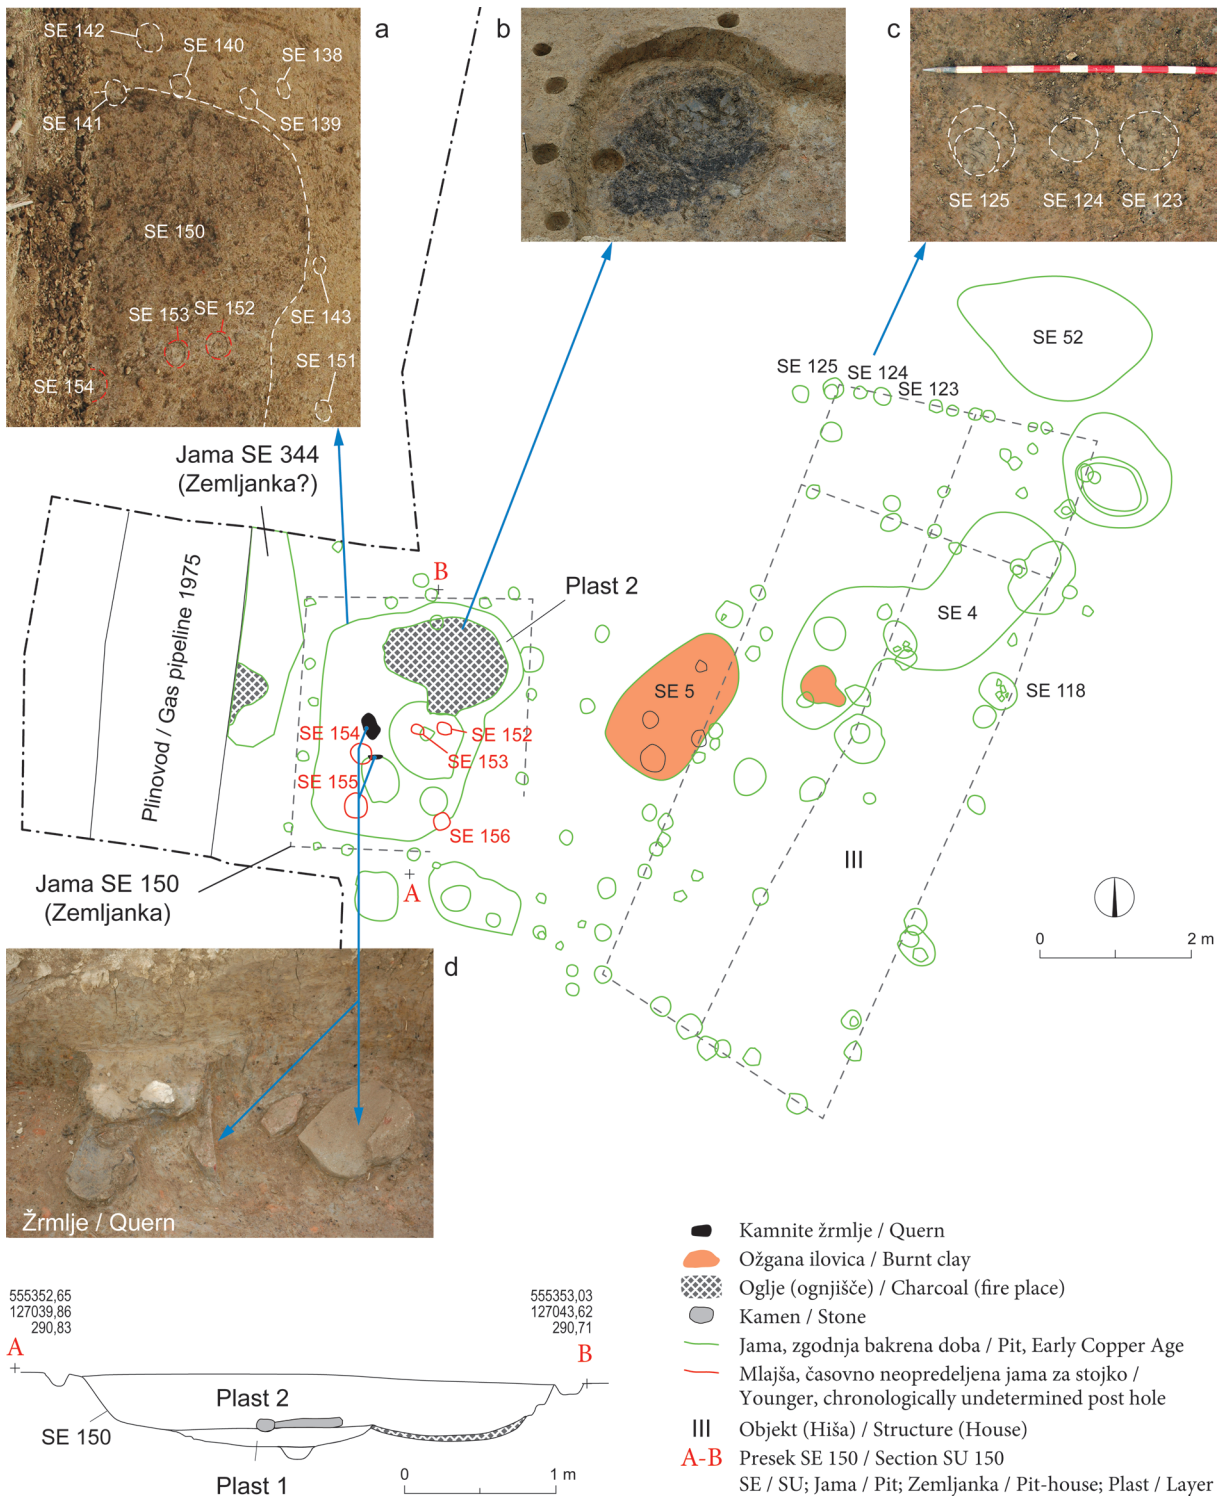 a
SE 142
SE 140
SE 138
SE 141
SE 139
SE 150
SE 153
SE 152
SE 143
SE 151
SE 154
b
c
SE 125
SE 124
SE 123
SE 52
SE 125
SE 124
SE 123
Jama SE 344
(Zemljanka?)
B
Plast 2
Plinovod / Gas pipeline 1975
SE 4
SE 5
SE 118
SE 154
SE 152
SE 153
SE 155
SE 156
III
Jama SE 150
(Zemljanka)
A
0 2 m
d
Žrmlje / Quern
Kamnite žrmlje / Quern
Ožgana ilovica / Burnt clay
Oglje (ognjišče) / Charcoal (fire place)
Kamen / Stone
Jama, zgodnja bakrena doba / Pit, Early Copper Age
Mlajša, časovno neopredeljena jama za stojko /
Younger, chronologically undetermined post hole
III Objekt (Hiša) / Structure (House)
A-B Presek SE 150 / Section SU 150
SE / SU; Jama / Pit; Zemljanka / Pit-house; Plast / Layer
555352,65
127039,86
290,83
A
555353,03
127043,62
290,71
B
Plast 2
SE 150
Plast 1
0 1 m